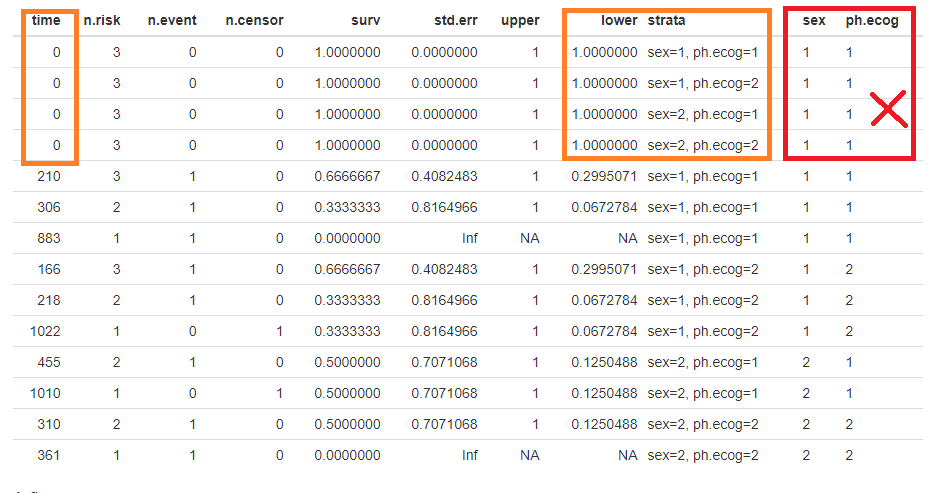 time n.risk n.event n.censor surv std.err upper lower strata sex ph.ecog
0 3 0 0 1.0000000 0.0000000 1 1.0000000 sex=1, ph.ecog=1 1 1
0 3 0 0 1.0000000 0.0000000 1 1.0000000 sex=1, ph.ecog=2 1 1
0 3 0 0 1.0000000 0.0000000 1 1.0000000 sex=2, ph.ecog=1 1 1
0 3 0 0 1.0000000 0.0000000 1 1.0000000 sex=2, ph.ecog=2 1 1
210 3 1 0 0.6666667 0.4082483 1 0.2995071 sex=1, ph.ecog=1 1 1
306 2 1 0 0.3333333 0.8164966 1 0.0672784 sex=1, ph.ecog=1 1 1
883 1 1 0 0.0000000 Inf NA NA sex=1, ph.ecog=1 1 1
166 3 1 0 0.6666667 0.4082483 1 0.2995071 sex=1, ph.ecog=2 1 2
218 2 1 0 0.3333333 0.8164966 1 0.0672784 sex=1, ph.ecog=2 1 2
1022 1 0 1 0.3333333 0.8164966 1 0.0672784 sex=1, ph.ecog=2 1 2
455 2 1 0 0.5000000 0.7071068 1 0.1250488 sex=2, ph.ecog=1 2 1
1010 1 0 1 0.5000000 0.7071068 1 0.1250488 sex=2, ph.ecog=1 2 1
310 2 1 0 0.5000000 0.7071068 1 0.1250488 sex=2, ph.ecog=2 2 2
361 1 1 0 0.0000000 Inf NA NA sex=2, ph.ecog=2 2 2